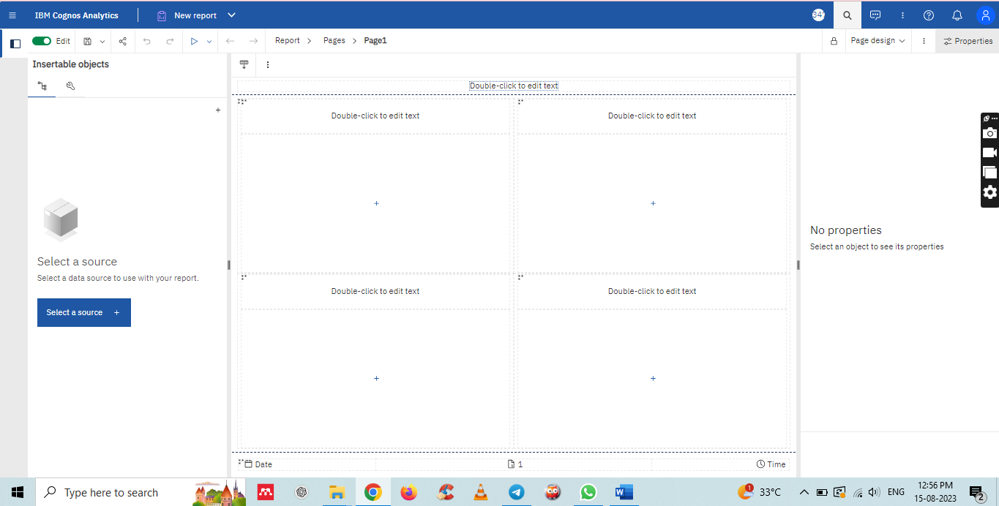 IBM Cognos Analytics
New report
34
Edit
Report
Pages
Page1
Page design
Properties
Insertable objects
Double-click to edit text
Double-click to edit text
Double-click to edit text
Select a source
Select a data source to use with your report.
Select a source +
No properties
Select an object to see its properties
Double-click to edit text
Double-click to edit text
Date
1
Time
Type here to search
1
33°C
ENG
12:56 PM
15-08-2023
2